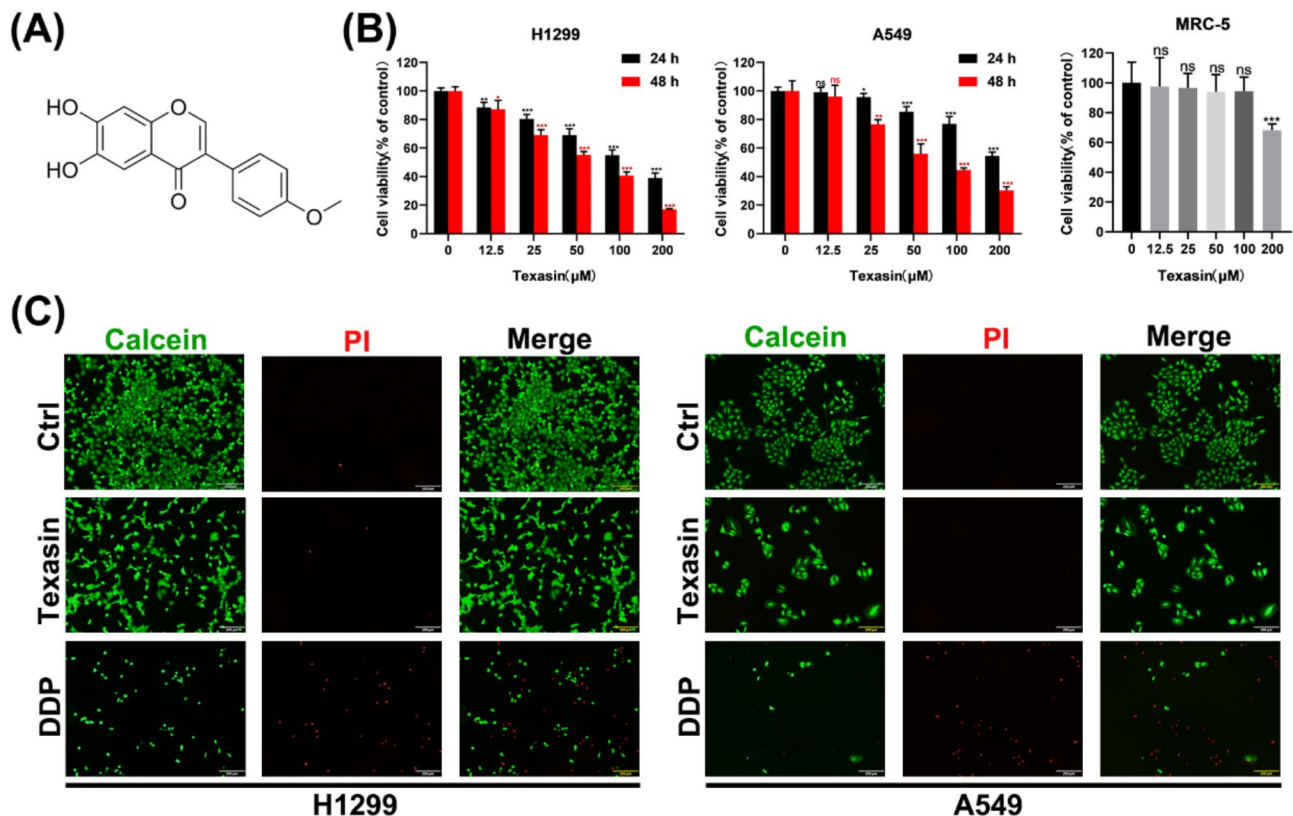 (A)
HO
HO
O
O
O
(B)
H1299
24 h
48 h
Cell viability(% of control)
120
100
80
60
40
20
0
** * *** *** *** *** *** *** *** ***
0 12.5 25 50 100 200
Texasin(μM)
A549
24 h
48 h
Cell viability(% of control)
120
100
80
60
40
20
0
ns ns * ** *** *** *** *** *** ***
0 12.5 25 50 100 200
Texasin(μM)
MRC-5
Cell viability(% of control)
120
100
80
60
40
20
0
ns ns ns ns ***
0 12.5 25 50 100 200
Texasin(μM)
(C)
Calcein PI Merge
Ctrl
Texasin
DDP
H1299
Calcein PI Merge
Ctrl
Texasin
DDP
A549